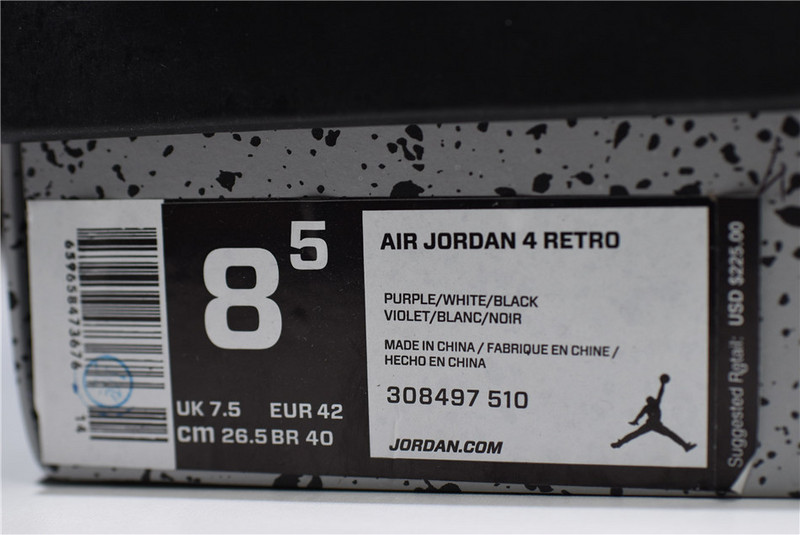 659658473676
14
8 5
UK 7.5 EUR 42
cm 26.5 BR 40
AIR JORDAN 4 RETRO
PURPLE/WHITE/BLACK
VIOLET/BLANC/NOIR
MADE IN CHINA / FABRIQUE EN CHINE /
HECHO EN CHINA
308497 510
JORDAN.COM
Suggested Retail: USD $225.00